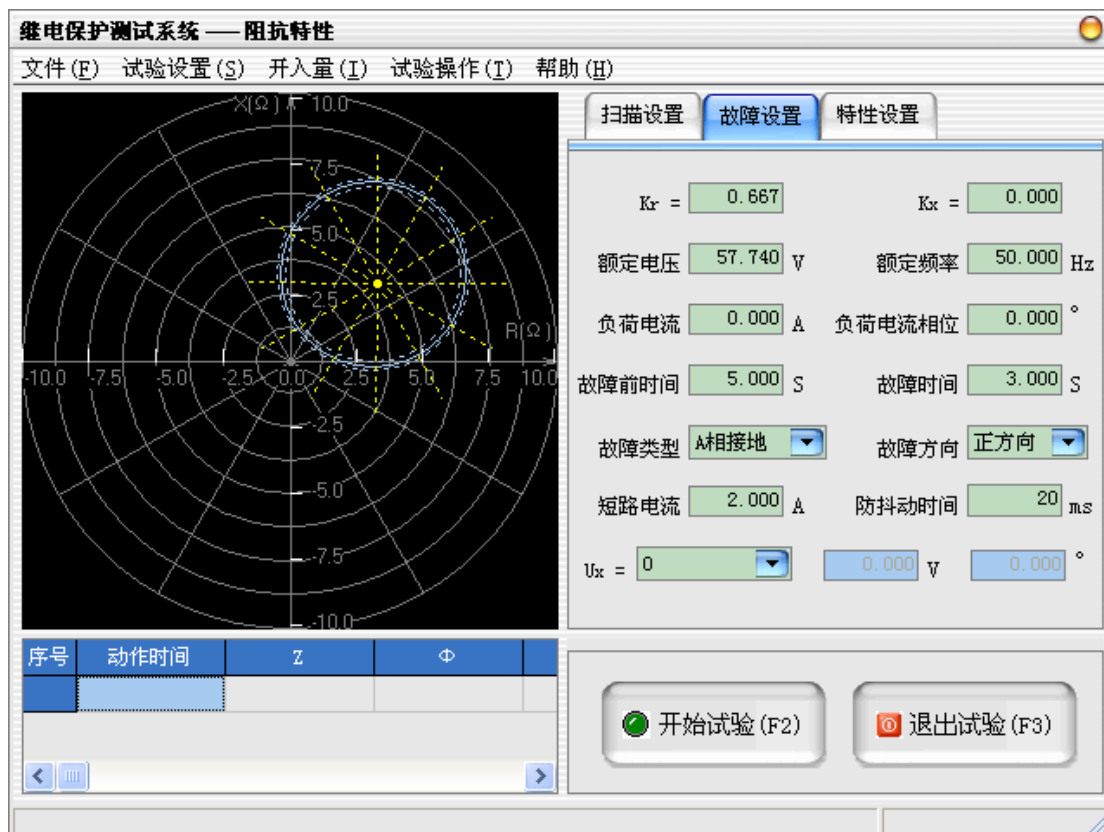 继电保护测试系统 —— 阻抗特性
文件(F) 试验设置(S) 开入量(I) 试验操作(T) 帮助(H)
X(Ω) 10.0
7.5
5.0
2.5
R(Ω)
-10.0 -7.5 -5.0 -2.5 0.0 2.5 5.0 7.5 10.0
-2.5
-5.0
-7.5
-10.0
扫描设置 故障设置 特性设置
Kr = 0.667 Kx = 0.000
额定电压 57.740 V 额定频率 50.000 Hz
负荷电流 0.000 A 负荷电流相位 0.000 °
故障前时间 5.000 S 故障时间 3.000 S
故障类型 A相接地 故障方向 正方向
短路电流 2.000 A 防抖动时间 20 ms
Ux = 0 0.000 V 0.000 °
序号 动作时间 Z Φ
开始试验(F2) 退出试验(F3)